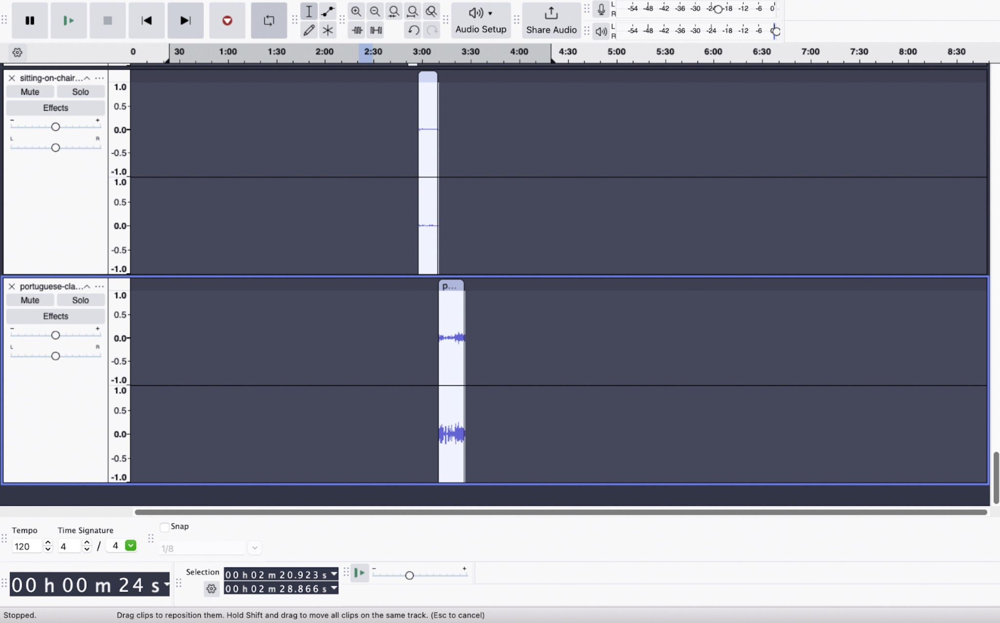 Audio Setup
Share Audio
L
R
-54 -48 -42 -36 -30 -24 -18 -12 -6 0
L
R
-54 -48 -42 -36 -30 -24 -18 -12 -6
0 30 1:00 1:30 2:00 2:30 3:00 3:30 4:00 4:30 5:00 5:30 6:00 6:30 7:00 7:30 8:00 8:30
sitting-on-chair...
Mute Solo
Effects
- +
L R
1.0
0.5
0.0
-0.5
-1.0
1.0
0.5
0.0
-0.5
-1.0
portuguese-cla...
p...
Mute Solo
Effects
- +
L R
1.0
0.5
0.0
-0.5
-1.0
1.0
0.5
0.0
-0.5
-1.0
Tempo Time Signature
Snap
120 4 / 4
1/8
Selection
00 h 02 m 20.923 s
00 h 00 m 24 s
00 h 02 m 28.866 s
- +
Stopped.
Drag clips to reposition them. Hold Shift and drag to move all clips on the same track. (Esc to cancel)